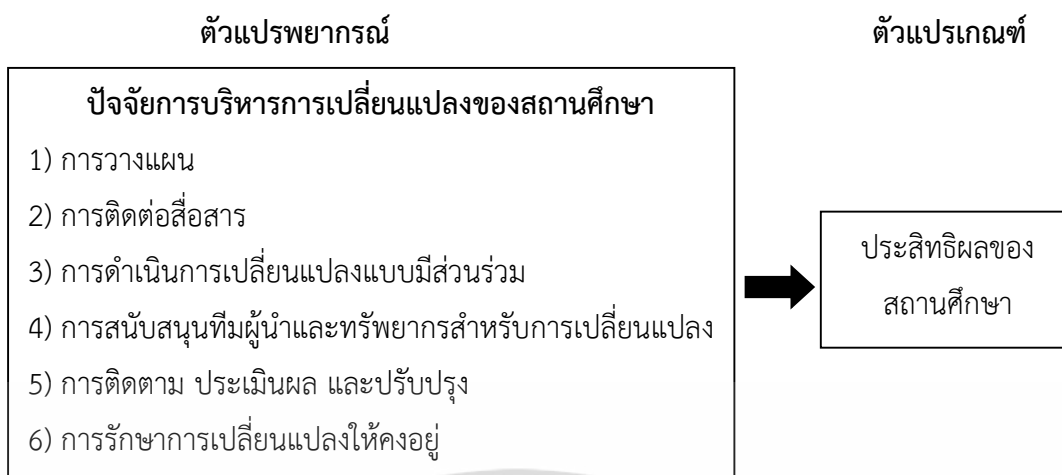 ตัวแปรพยากรณ์
ตัวแปรเกณฑ์
ปัจจัยการบริหารการเปลี่ยนแปลงของสถานศึกษา
1) การวางแผน
2) การติดต่อสื่อสาร
3) การดำเนินการเปลี่ยนแปลงแบบมีส่วนร่วม
4) การสนับสนุนทีมผู้นำและทรัพยากรสำหรับการเปลี่ยนแปลง
5) การติดตาม ประเมินผล และปรับปรุง
6) การรักษาการเปลี่ยนแปลงให้คงอยู่
ประสิทธิผลของ
สถานศึกษา